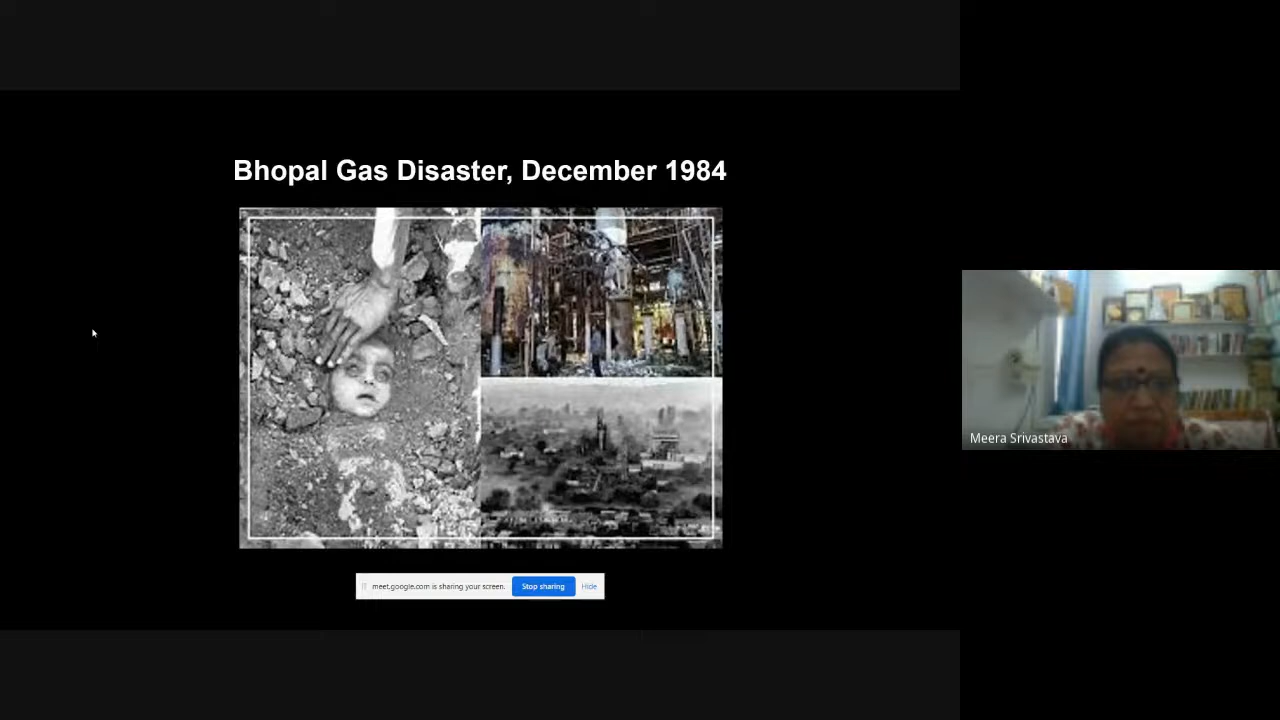 Bhopal Gas Disaster, December 1984
Meera Srivastava
meet.google.com is sharing your screen. Stop sharing Hide